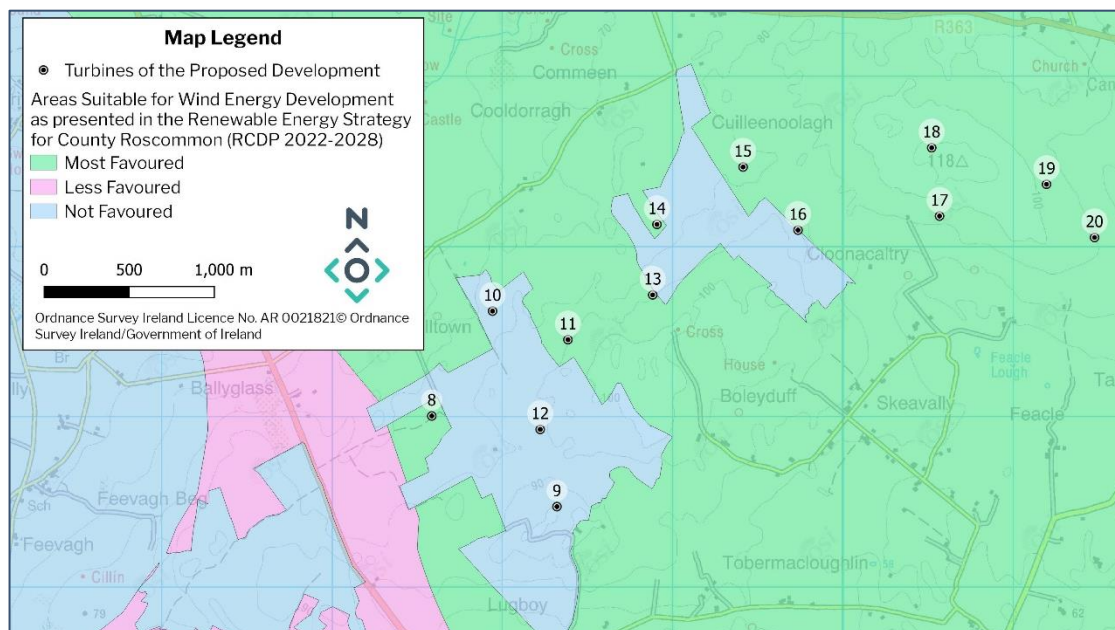 Map Legend
Turbines of the Proposed Development
Areas Suitable for Wind Energy Development
as presented in the Renewable Energy Strategy
for County Roscommon (RCDP 2022-2028)
Most Favoured
Less Favoured
Not Favoured
N
0 500 1,000 m
Ordnance Survey Ireland Licence No. AR 0021821© Ordnance
Survey Ireland/Government of Ireland
Site
R363
Cross
Commeen
Church
Cooldorragh
Castle
Cuilleenoolagh
18
118△
15
19
17
14
16
20
Cloonacaltry
13
10
lltown
11
Cross
Br
House
Feacle
Lough
Ballyglass
8
12
Boleyduff
Skeavally
Feacle
90
9
Feevagh Beg
Sch
Feevagh
Tobermacloughlin
Cillin
79
Lugboy
62